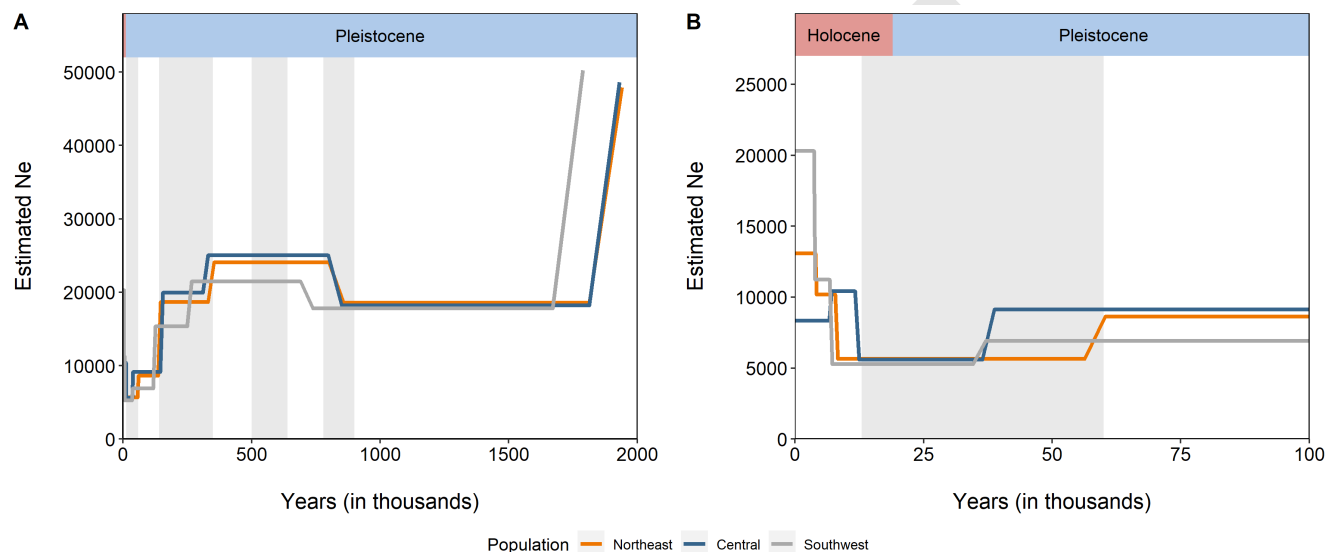 A
Pleistocene
50000
40000
30000
20000
10000
0
Estimated Ne
0 500 1000 1500 2000
Years (in thousands)
B
Holocene Pleistocene
25000
20000
15000
10000
5000
0
Estimated Ne
0 25 50 75 100
Years (in thousands)
Population Northeast Central Southwest